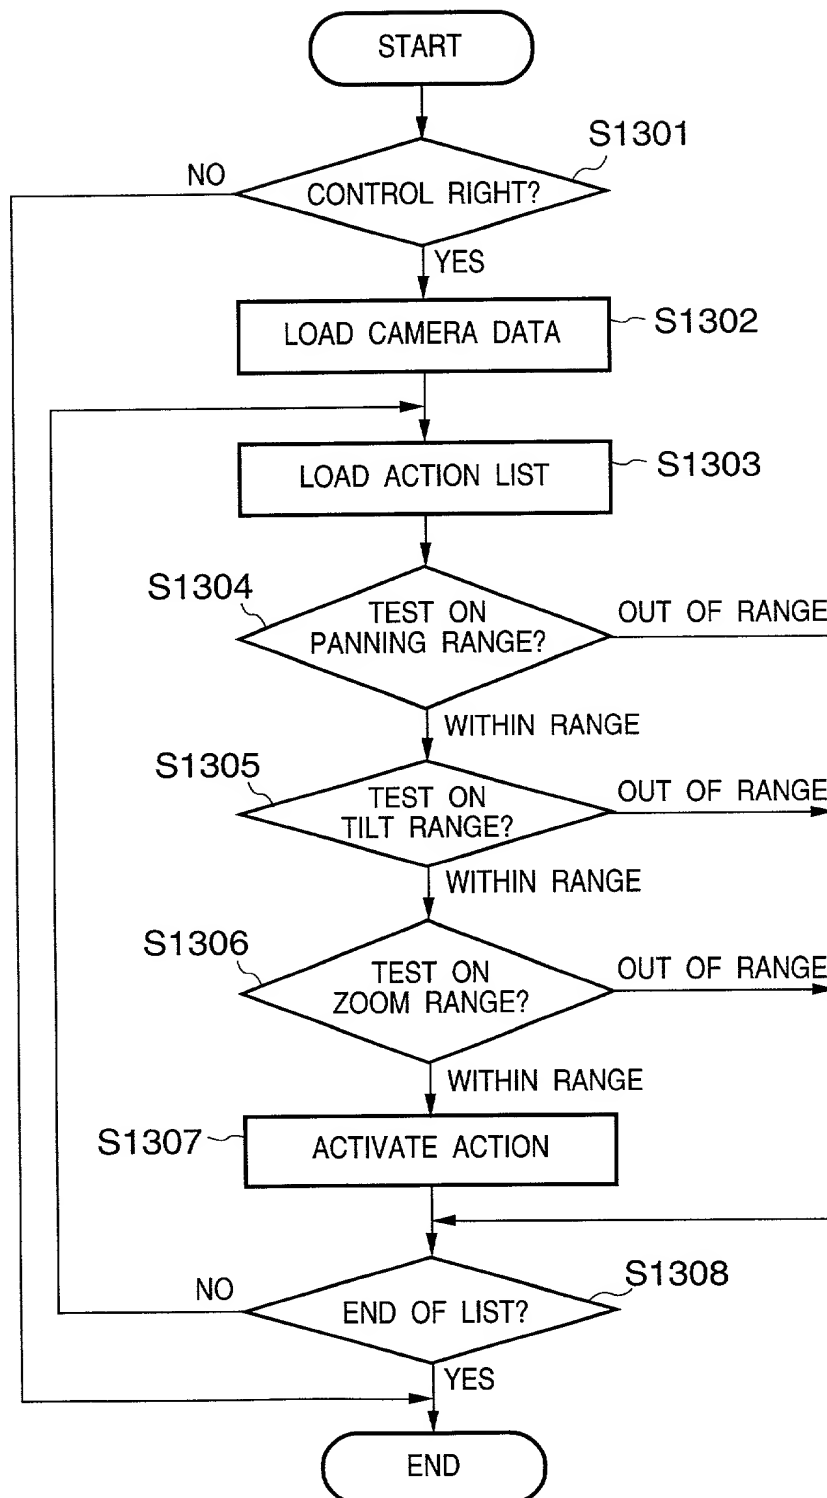 START
S1301
NO
CONTROL RIGHT?
YES
LOAD CAMERA DATA
S1302
LOAD ACTION LIST
S1303
S1304
TEST ON
PANNING RANGE?
OUT OF RANGE
WITHIN RANGE
S1305
TEST ON
TILT RANGE?
OUT OF RANGE
WITHIN RANGE
S1306
TEST ON
ZOOM RANGE?
OUT OF RANGE
WITHIN RANGE
S1307
ACTIVATE ACTION
S1308
NO
END OF LIST?
YES
END